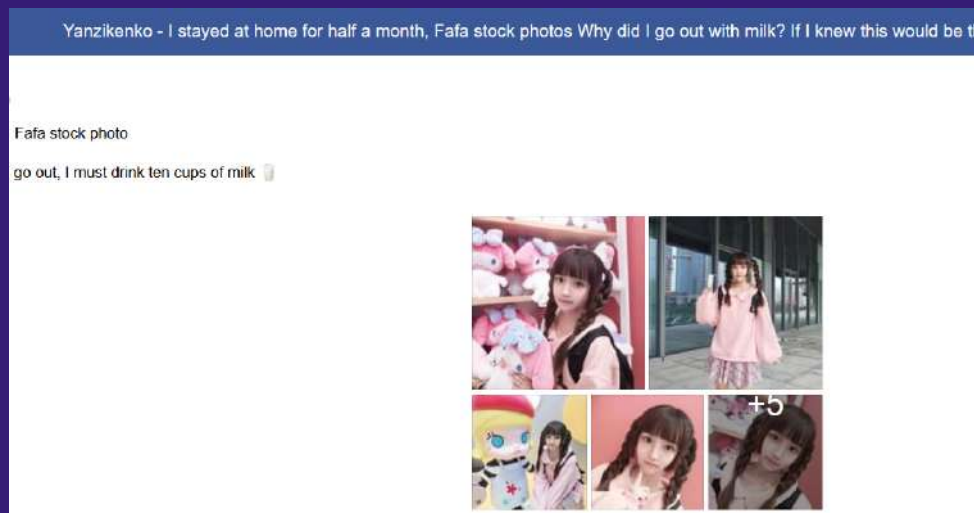 Yanzikenko - I stayed at home for half a month, Fafa stock photos Why did I go out with milk? If I knew this would be
Fafa stock photo
go out, I must drink ten cups of milk 🥛
+5